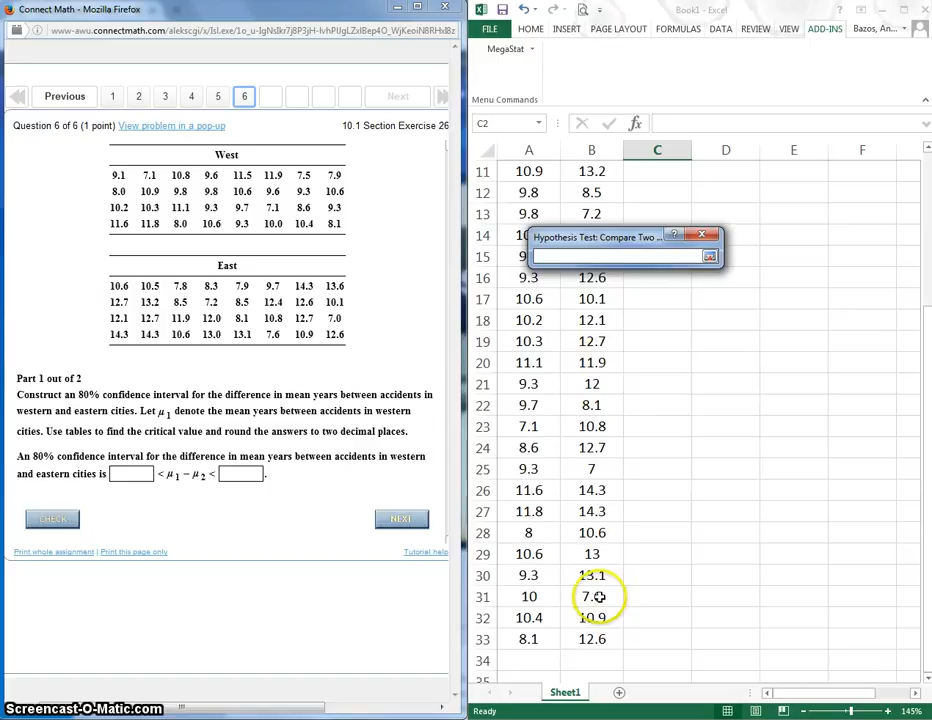 Connect Math - Mozilla Firefox
www-awu.connectmath.com/alekscgi/x/Isl.exe/1o_u-IgNsIkr7j8P3jH-IvhPUgLZxIBep4O_WjKeoiN8RHxI8z
Previous 1 2 3 4 5 6 Next
Question 6 of 6 (1 point) View problem in a pop-up 10.1 Section Exercise 26
West
9.1 7.1 10.8 9.6 11.5 11.9 7.5 7.9
8.0 10.9 9.8 9.8 10.6 9.6 9.3 10.6
10.2 10.3 11.1 9.3 9.7 7.1 8.6 9.3
11.6 11.8 8.0 10.6 9.3 10.0 10.4 8.1
East
10.6 10.5 7.8 8.3 7.9 9.7 14.3 13.6
12.7 13.2 8.5 7.2 8.5 12.4 12.6 10.1
12.1 12.7 11.9 12.0 8.1 10.8 12.7 7.0
14.3 14.3 10.6 13.0 13.1 7.6 10.9 12.6
Part 1 out of 2
Construct an 80% confidence interval for the difference in mean years between accidents in
western and eastern cities. Let μ1 denote the mean years between accidents in western
cities. Use tables to find the critical value and round the answers to two decimal places.
An 80% confidence interval for the difference in mean years between accidents in western
and eastern cities is < μ1 − μ2 < .
CHECK NEXT
Print whole assignment | Print this page only Tutorial help
Screencast-O-Matic.com
Book1 - Excel
FILE HOME INSERT PAGE LAYOUT FORMULAS DATA REVIEW VIEW ADD-INS Bazos, An...
MegaStat
Menu Commands
C2 fx
A B C D E F
11 10.9 13.2
12 9.8 8.5
13 9.8 7.2
14
Hypothesis Test: Compare Two ...
15
16 9.3 12.6
17 10.6 10.1
18 10.2 12.1
19 10.3 12.7
20 11.1 11.9
21 9.3 12
22 9.7 8.1
23 7.1 10.8
24 8.6 12.7
25 9.3 7
26 11.6 14.3
27 11.8 14.3
28 8 10.6
29 10.6 13
30 9.3 13.1
31 10
32 10.4 10.9
33 8.1 12.6
34
Sheet1
READY 145%